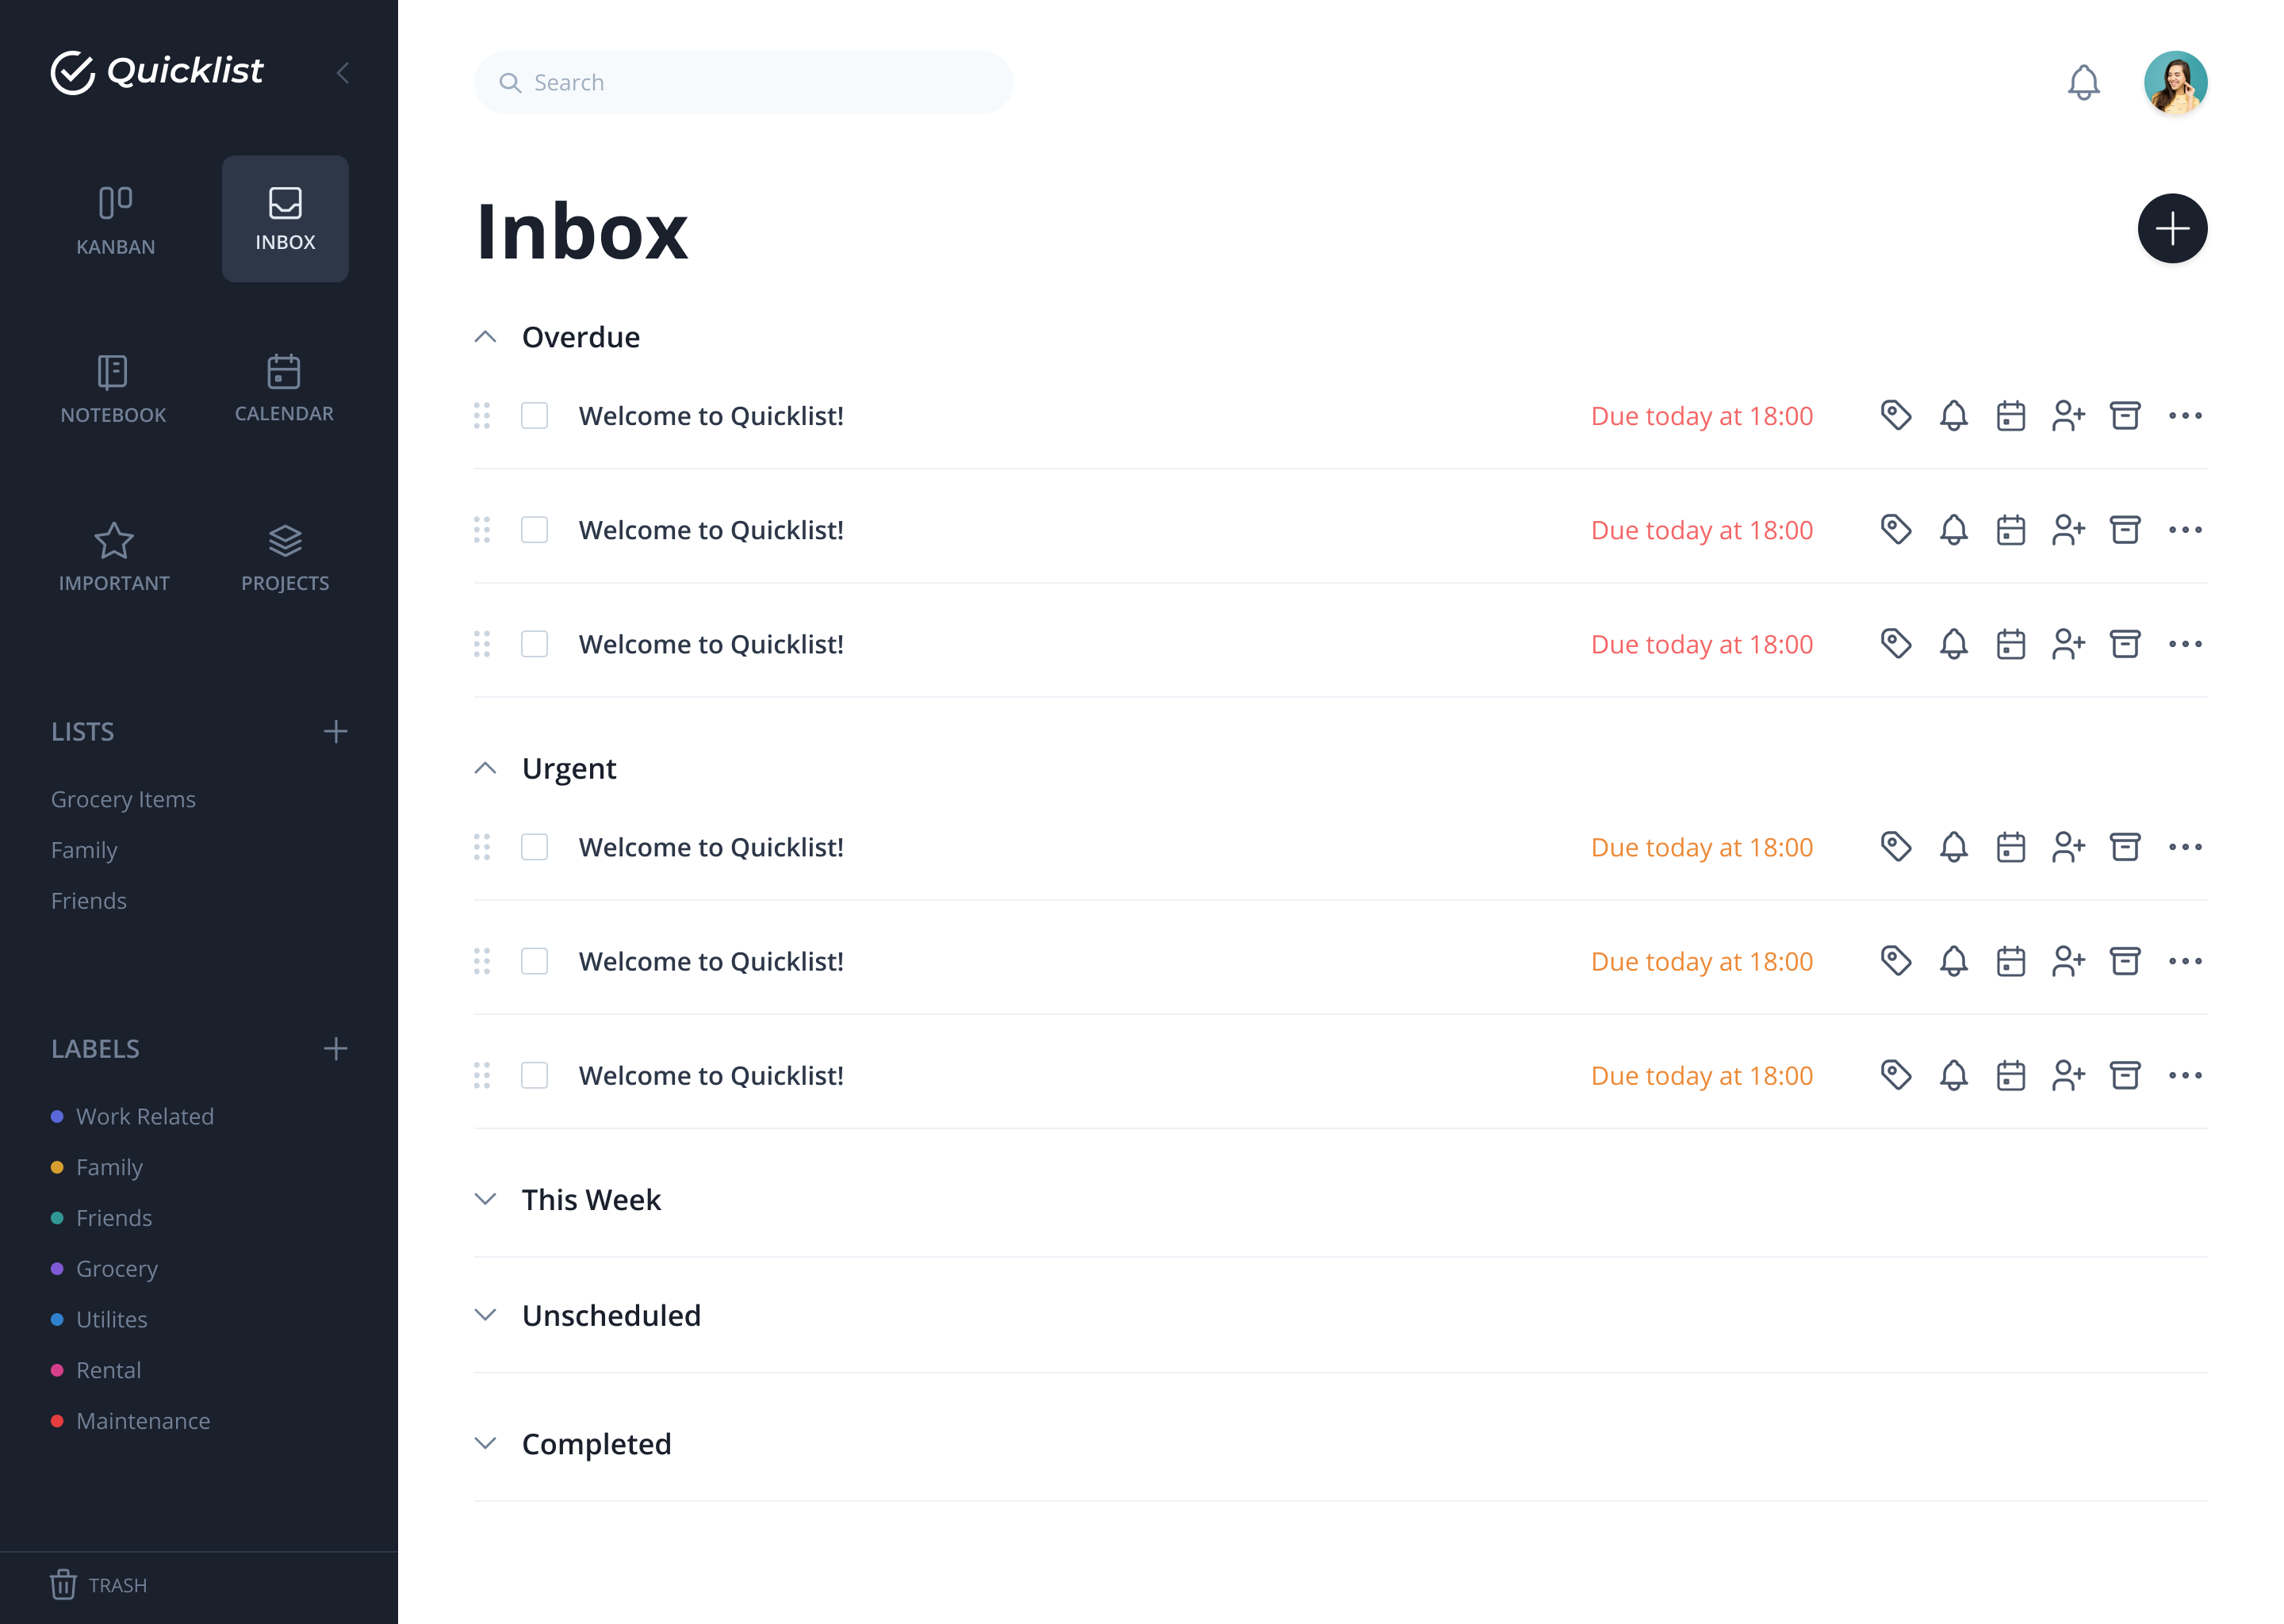 Quicklist
KANBAN
INBOX
NOTEBOOK
CALENDAR
IMPORTANT
PROJECTS
LISTS
Grocery Items
Family
Friends
LABELS
Work Related
Family
Friends
Grocery
Utilites
Rental
Maintenance
TRASH
Search
Inbox
Overdue
Welcome to Quicklist! Due today at 18:00
Welcome to Quicklist! Due today at 18:00
Welcome to Quicklist! Due today at 18:00
Urgent
Welcome to Quicklist! Due today at 18:00
Welcome to Quicklist! Due today at 18:00
Welcome to Quicklist! Due today at 18:00
This Week
Unscheduled
Completed